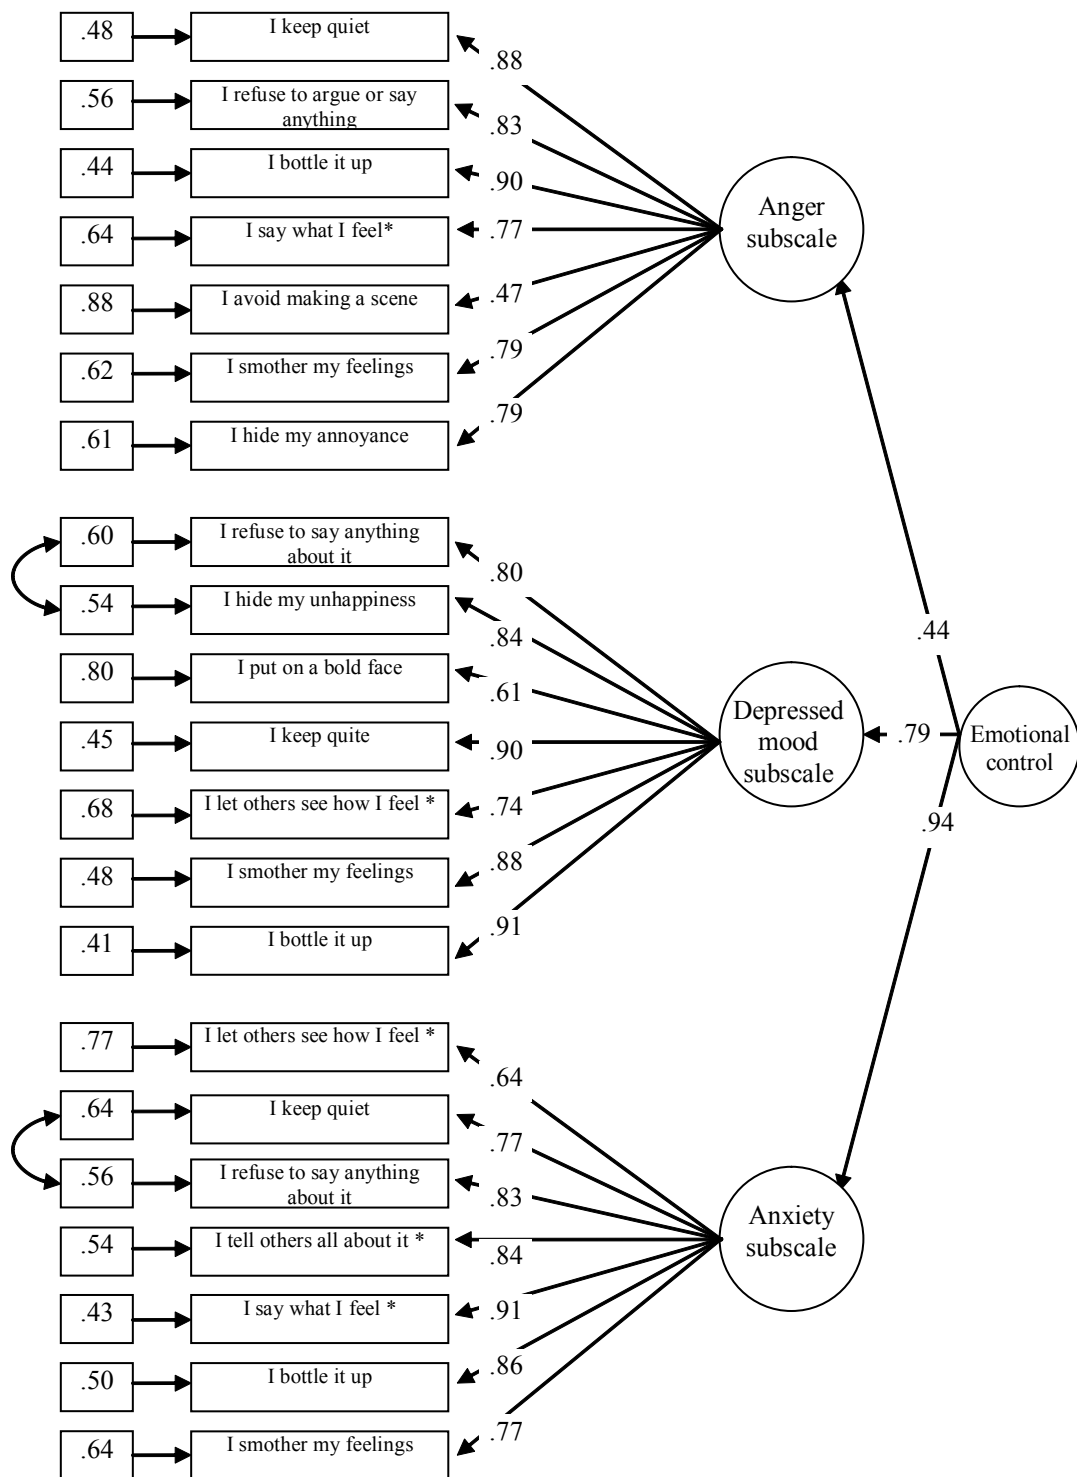 .48
I keep quiet
.88
.56
I refuse to argue or say
anything
.83
.44
I bottle it up
.90
.64
I say what I feel*
.77
.88
I avoid making a scene
.47
.62
I smother my feelings
.79
.61
I hide my annoyance
.79
Anger
subscale
.44
.60
I refuse to say anything
about it
.80
.54
I hide my unhappiness
.84
.80
I put on a bold face
.61
.45
I keep quite
.90
.68
I let others see how I feel *
.74
.48
I smother my feelings
.88
.41
I bottle it up
.91
Depressed
mood
subscale
.79
Emotional
control
.94
.77
I let others see how I feel *
.64
.64
I keep quiet
.77
.56
I refuse to say anything
about it
.83
.54
I tell others all about it *
.84
.43
I say what I feel *
.91
.50
I bottle it up
.86
.64
I smother my feelings
.77
Anxiety
subscale